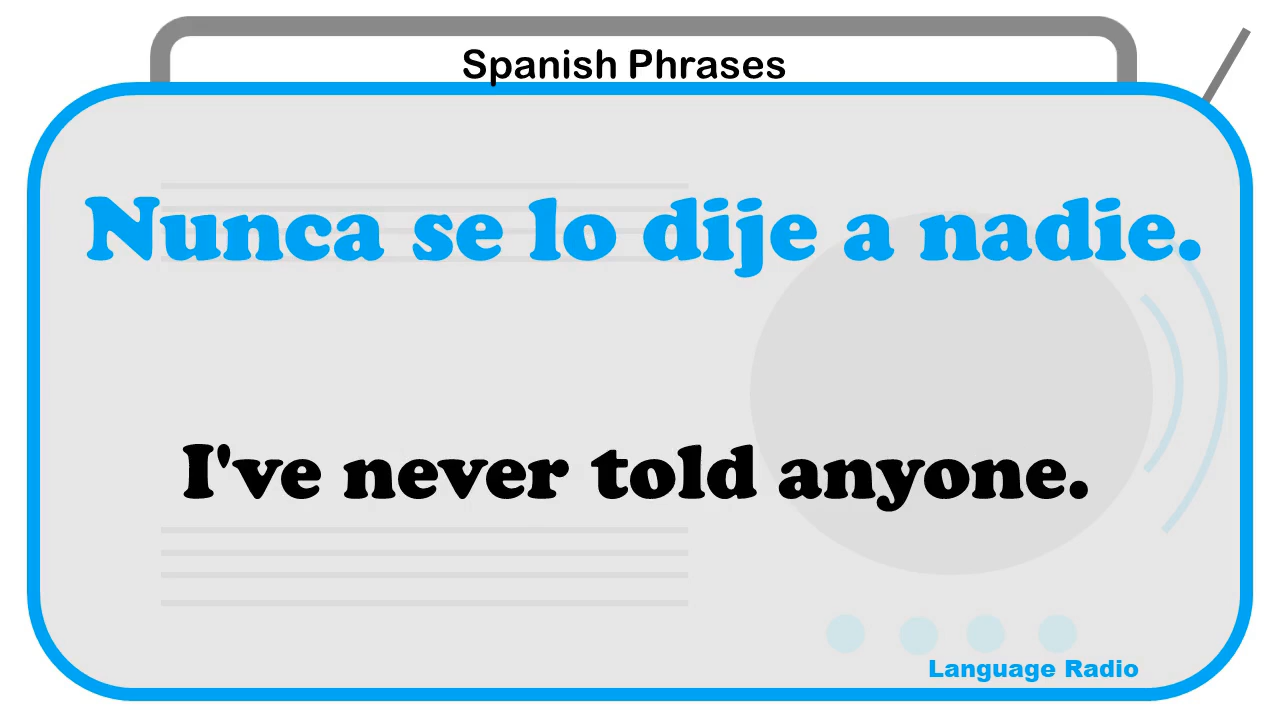 Spanish Phrases
Nunca se lo dije a nadie.
I've never told anyone.
Language Radio